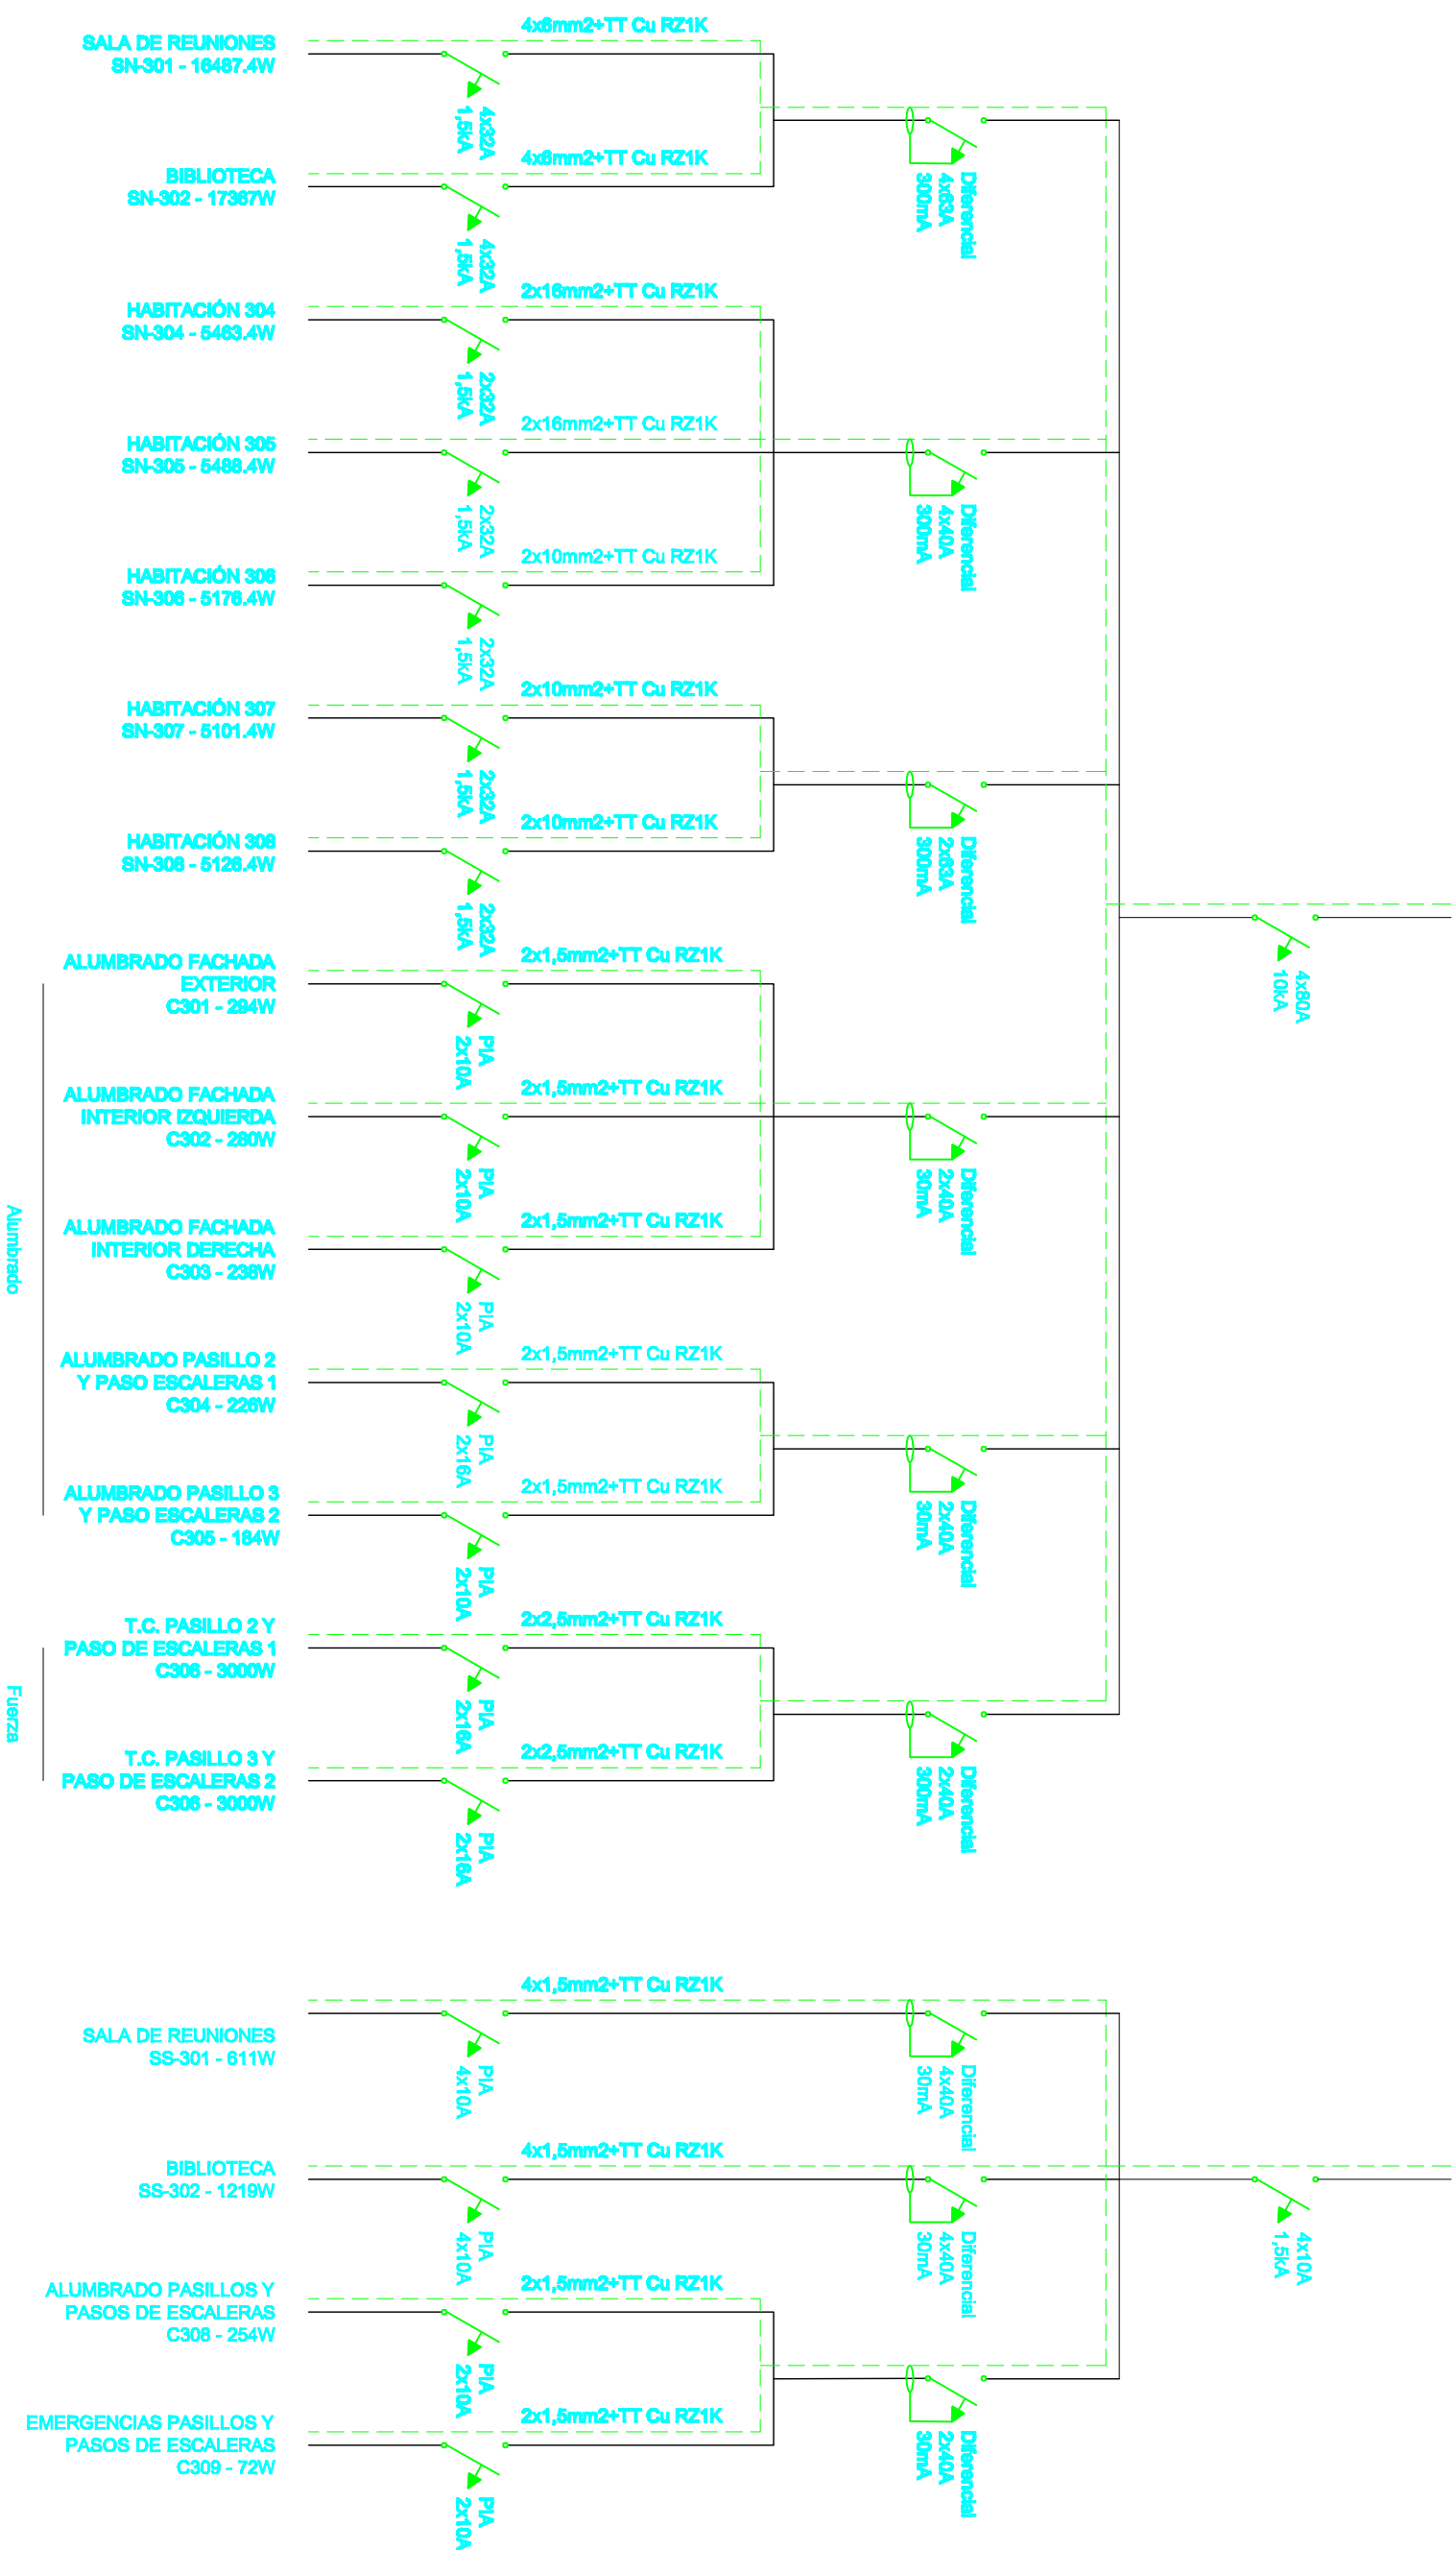 4x6mm2+TT Cu RZ1K
SALA DE REUNIONES
SN-301 - 16487.4W
4x32A
1,5kA
Diferencial
4x63A
300mA
4x6mm2+TT Cu RZ1K
BIBLIOTECA
SN-302 - 17367W
4x32A
1,5kA
2x16mm2+TT Cu RZ1K
HABITACIÓN 304
SN-304 - 5463.4W
2x32A
1,5kA
2x16mm2+TT Cu RZ1K
HABITACIÓN 305
SN-305 - 5488.4W
2x32A
1,5kA
Diferencial
4x40A
300mA
2x10mm2+TT Cu RZ1K
HABITACIÓN 306
SN-306 - 5176.4W
2x32A
1,5kA
2x10mm2+TT Cu RZ1K
HABITACIÓN 307
SN-307 - 5101.4W
2x32A
1,5kA
Diferencial
2x63A
300mA
2x10mm2+TT Cu RZ1K
HABITACIÓN 308
SN-308 - 5126.4W
2x32A
1,5kA
4x80A
10kA
2x1,5mm2+TT Cu RZ1K
ALUMBRADO FACHADA
EXTERIOR
C301 - 294W
PIA
2x10A
2x1,5mm2+TT Cu RZ1K
ALUMBRADO FACHADA
INTERIOR IZQUIERDA
C302 - 280W
PIA
2x10A
Diferencial
2x40A
30mA
Alumbrado
2x1,5mm2+TT Cu RZ1K
ALUMBRADO FACHADA
INTERIOR DERECHA
C303 - 238W
PIA
2x10A
2x1,5mm2+TT Cu RZ1K
ALUMBRADO PASILLO 2
Y PASO ESCALERAS 1
C304 - 226W
PIA
2x16A
Diferencial
2x40A
30mA
2x1,5mm2+TT Cu RZ1K
ALUMBRADO PASILLO 3
Y PASO ESCALERAS 2
C305 - 184W
PIA
2x10A
2x2,5mm2+TT Cu RZ1K
T.C. PASILLO 2 Y
PASO DE ESCALERAS 1
C306 - 3000W
PIA
2x16A
Fuerza
Diferencial
2x40A
300mA
2x2,5mm2+TT Cu RZ1K
T.C. PASILLO 3 Y
PASO DE ESCALERAS 2
C306 - 3000W
PIA
2x16A
4x1,5mm2+TT Cu RZ1K
SALA DE REUNIONES
SS-301 - 611W
PIA
4x10A
Diferencial
4x40A
30mA
4x1,5mm2+TT Cu RZ1K
BIBLIOTECA
SS-302 - 1219W
PIA
4x10A
Diferencial
4x40A
30mA
4x10A
1,5kA
2x1,5mm2+TT Cu RZ1K
ALUMBRADO PASILLOS Y
PASOS DE ESCALERAS
C308 - 254W
PIA
2x10A
Diferencial
2x40A
30mA
2x1,5mm2+TT Cu RZ1K
EMERGENCIAS PASILLOS Y
PASOS DE ESCALERAS
C309 - 72W
PIA
2x10A